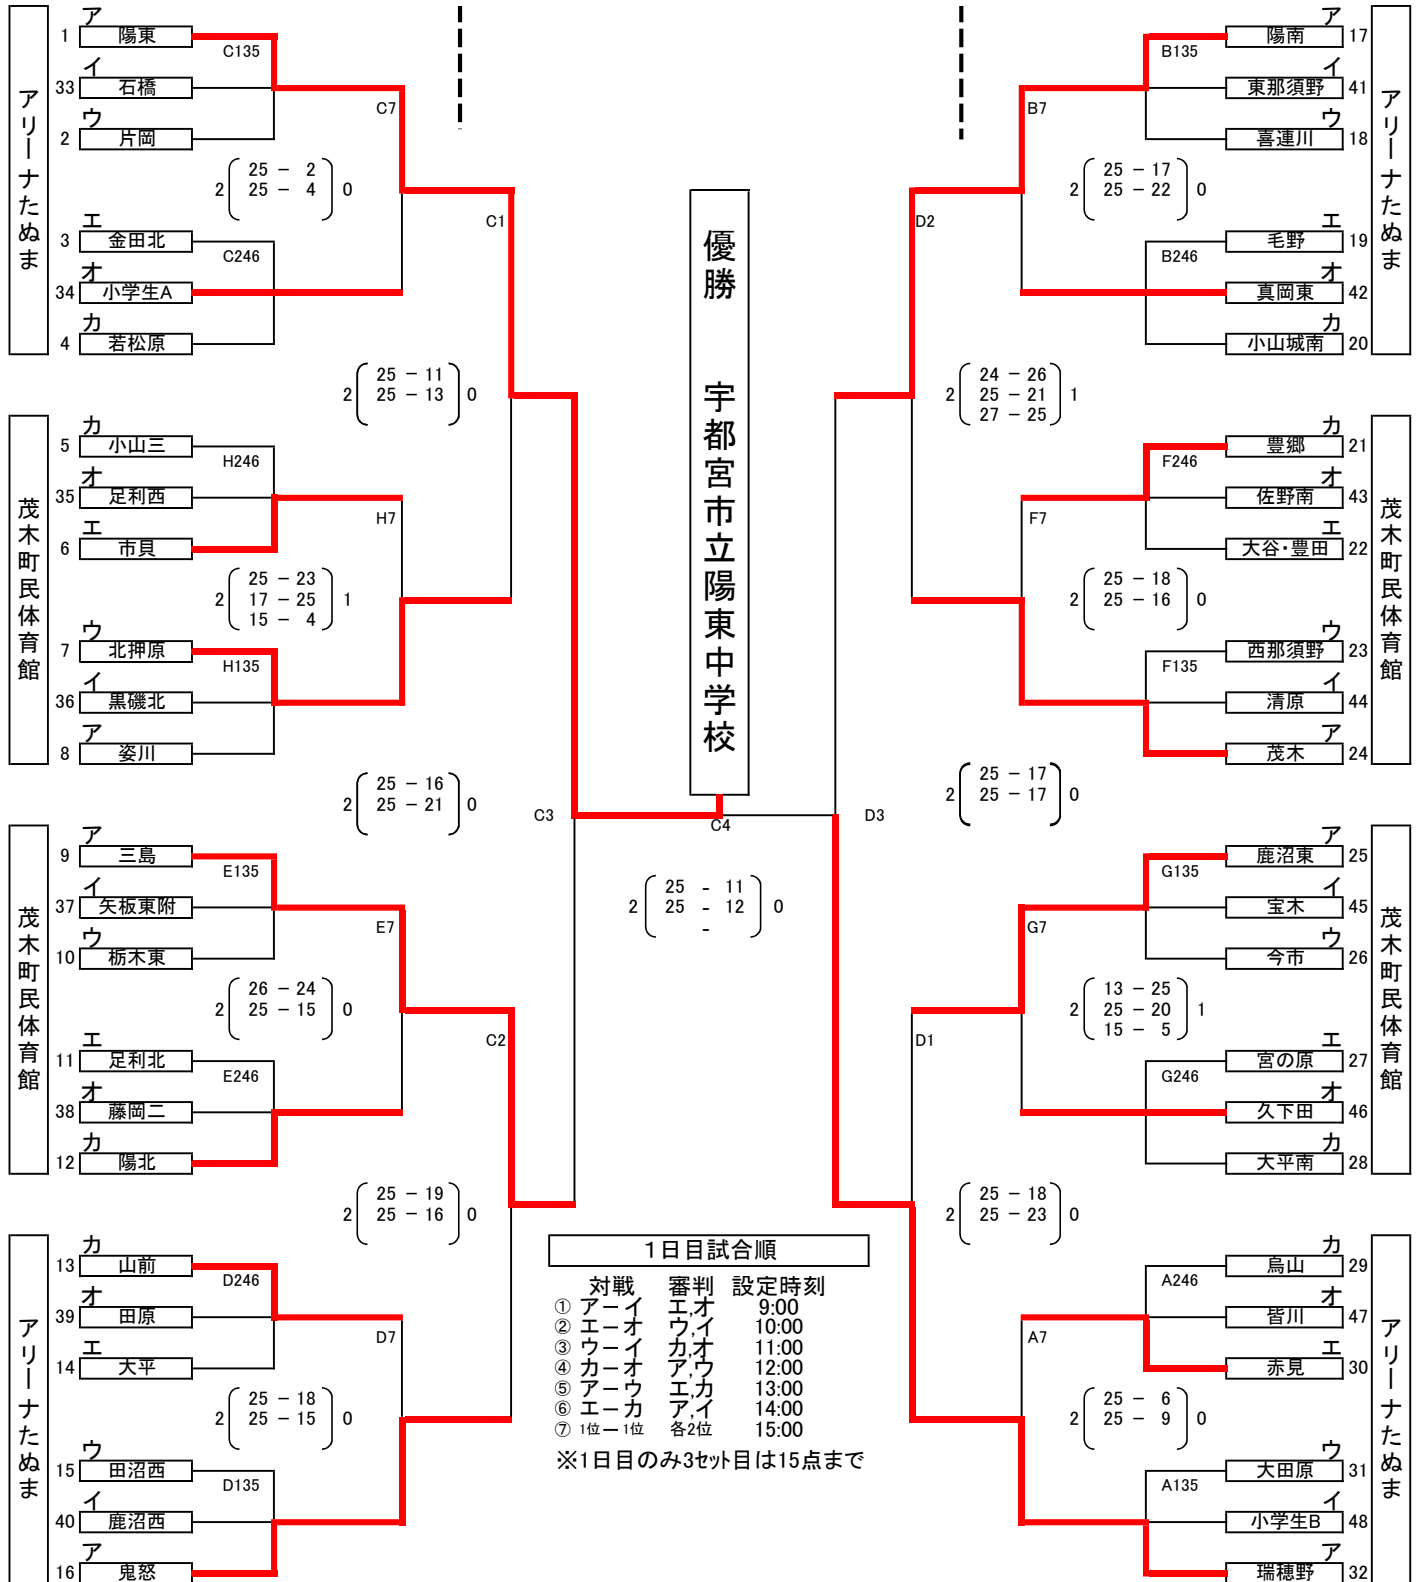 アリーナたぬま
ア
1 陽東
C135
イ
33 石橋
ウ
2 片岡
C7
2 25 － 2 0
25 － 4
エ
3 金田北
C246
オ
34 小学生A
カ
4 若松原
C1
2 25 － 11 0
25 － 13
茂木町民体育館
カ
5 小山三
H246
オ
35 足利西
エ
6 市貝
H7
2 25 － 23 1
17 － 25
15 － 4
ウ
7 北押原
H135
イ
36 黒磯北
ア
8 姿川
2 25 － 16 0
25 － 21
C3
茂木町民体育館
ア
9 三島
E135
イ
37 矢板東附
ウ
10 栃木東
E7
2 26 － 24 0
25 － 15
エ
11 足利北
E246
オ
38 藤岡二
カ
12 陽北
C2
2 25 － 19 0
25 － 16
アリーナたぬま
カ
13 山前
D246
オ
39 田原
エ
14 大平
D7
2 25 － 18 0
25 － 15
ウ
15 田沼西
D135
イ
40 鹿沼西
ア
16 鬼怒
優勝 宇都宮市立陽東中学校
C4
2 25 - 11 0
25 - 12
-
1日目試合順
対戦 審判 設定時刻
① アーイ エ,オ 9:00
② エーオ ウ,イ 10:00
③ ウーイ カ,オ 11:00
④ カーオ ア,ウ 12:00
⑤ アーウ エ,カ 13:00
⑥ エーカ ア,イ 14:00
⑦ 1位ー1位 各2位 15:00
※1日目のみ3セット目は15点まで
アリーナたぬま
ア
陽南 17
B135
イ
東那須野 41
ウ
喜連川 18
B7
2 25 － 17 0
25 － 22
エ
毛野 19
B246
オ
真岡東 42
カ
小山城南 20
D2
2 24 － 26 1
25 － 21
27 － 25
茂木町民体育館
カ
豊郷 21
F246
オ
佐野南 43
エ
大谷・豊田 22
F7
2 25 － 18 0
25 － 16
ウ
西那須野 23
F135
イ
清原 44
ア
茂木 24
2 25 － 17 0
25 － 17
D3
茂木町民体育館
ア
鹿沼東 25
G135
イ
宝木 45
ウ
今市 26
G7
2 13 － 25 1
25 － 20
15 － 5
エ
宮の原 27
G246
オ
久下田 46
カ
大平南 28
D1
2 25 － 18 0
25 － 23
アリーナたぬま
カ
烏山 29
A246
オ
皆川 47
エ
赤見 30
A7
2 25 － 6 0
25 － 9
ウ
大田原 31
A135
イ
小学生B 48
ア
瑞穂野 32